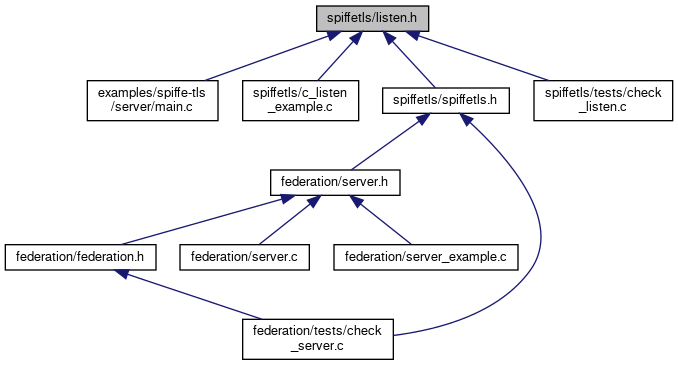 spiffetls/listen.h
examples/spiffe-tls
/server/main.c
spiffetls/c_listen
_example.c
spiffetls/spiffetls.h
spiffetls/tests/check
_listen.c
federation/server.h
federation/federation.h
federation/server.c
federation/server_example.c
federation/tests/check
_server.c